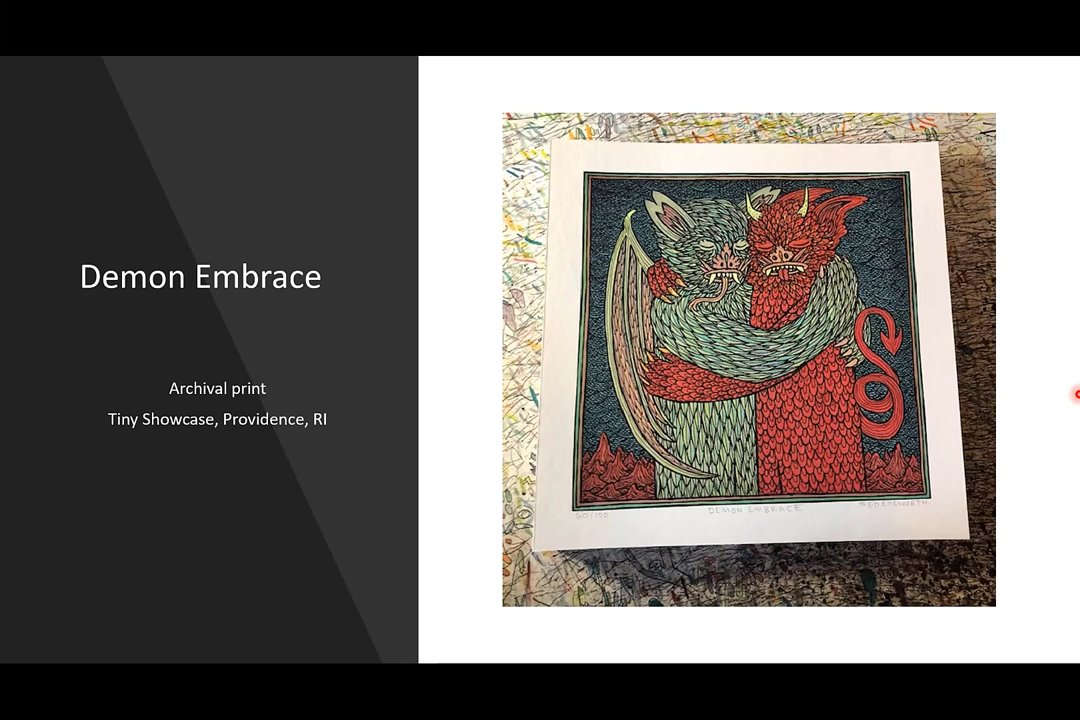 Demon Embrace
Archival print
Tiny Showcase, Providence, RI
DEMON EMBRACE